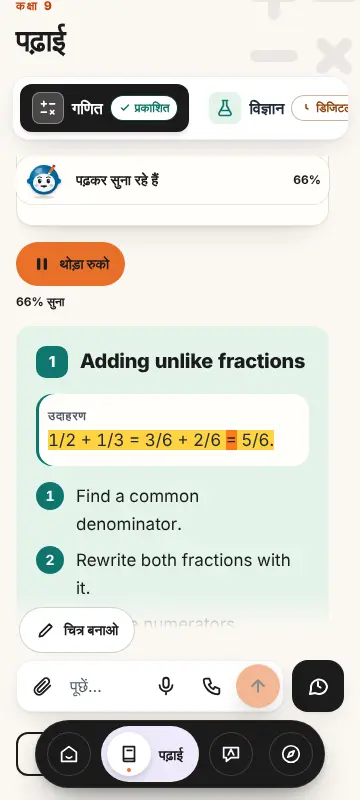 कक्षा 9
पढ़ाई
गणित
प्रकाशित
विज्ञान
पढ़कर सुना रहे हैं
66%
थोड़ा रुको
66% सुना
1 Adding unlike fractions
उदाहरण
1/2 + 1/3 = 3/6 + 2/6 = 5/6.
1 Find a common
denominator.
2 Rewrite both fractions with
it.
numerators
चित्र बनाओ
पूछें...
पढ़ाई